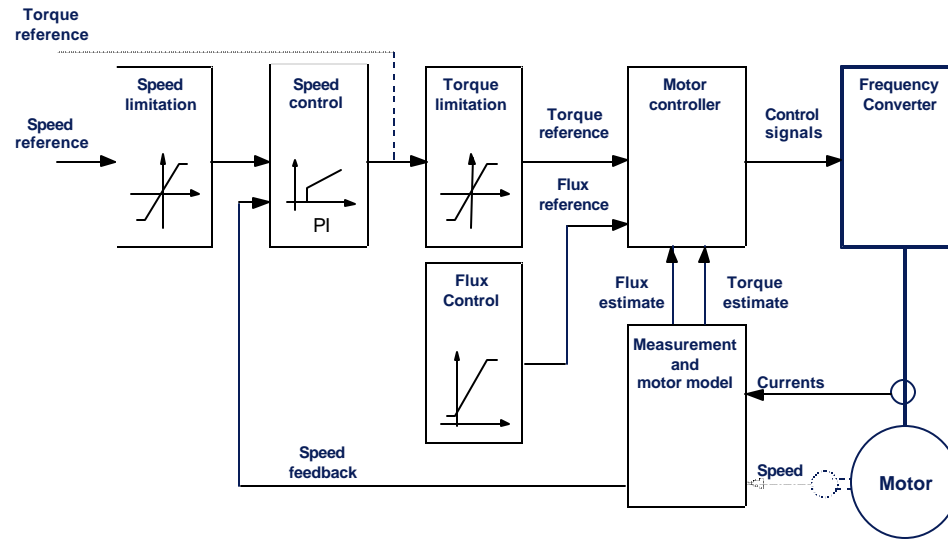 Torque
reference
Speed
limitation
Speed
control
Torque
limitation
Motor
controller
Frequency
Converter
Speed
reference
Torque
reference
Control
signals
Flux
reference
PI
Flux
Control
Flux
estimate
Torque
estimate
Measurement
and
motor model
Currents
Speed
feedback
Speed
Motor